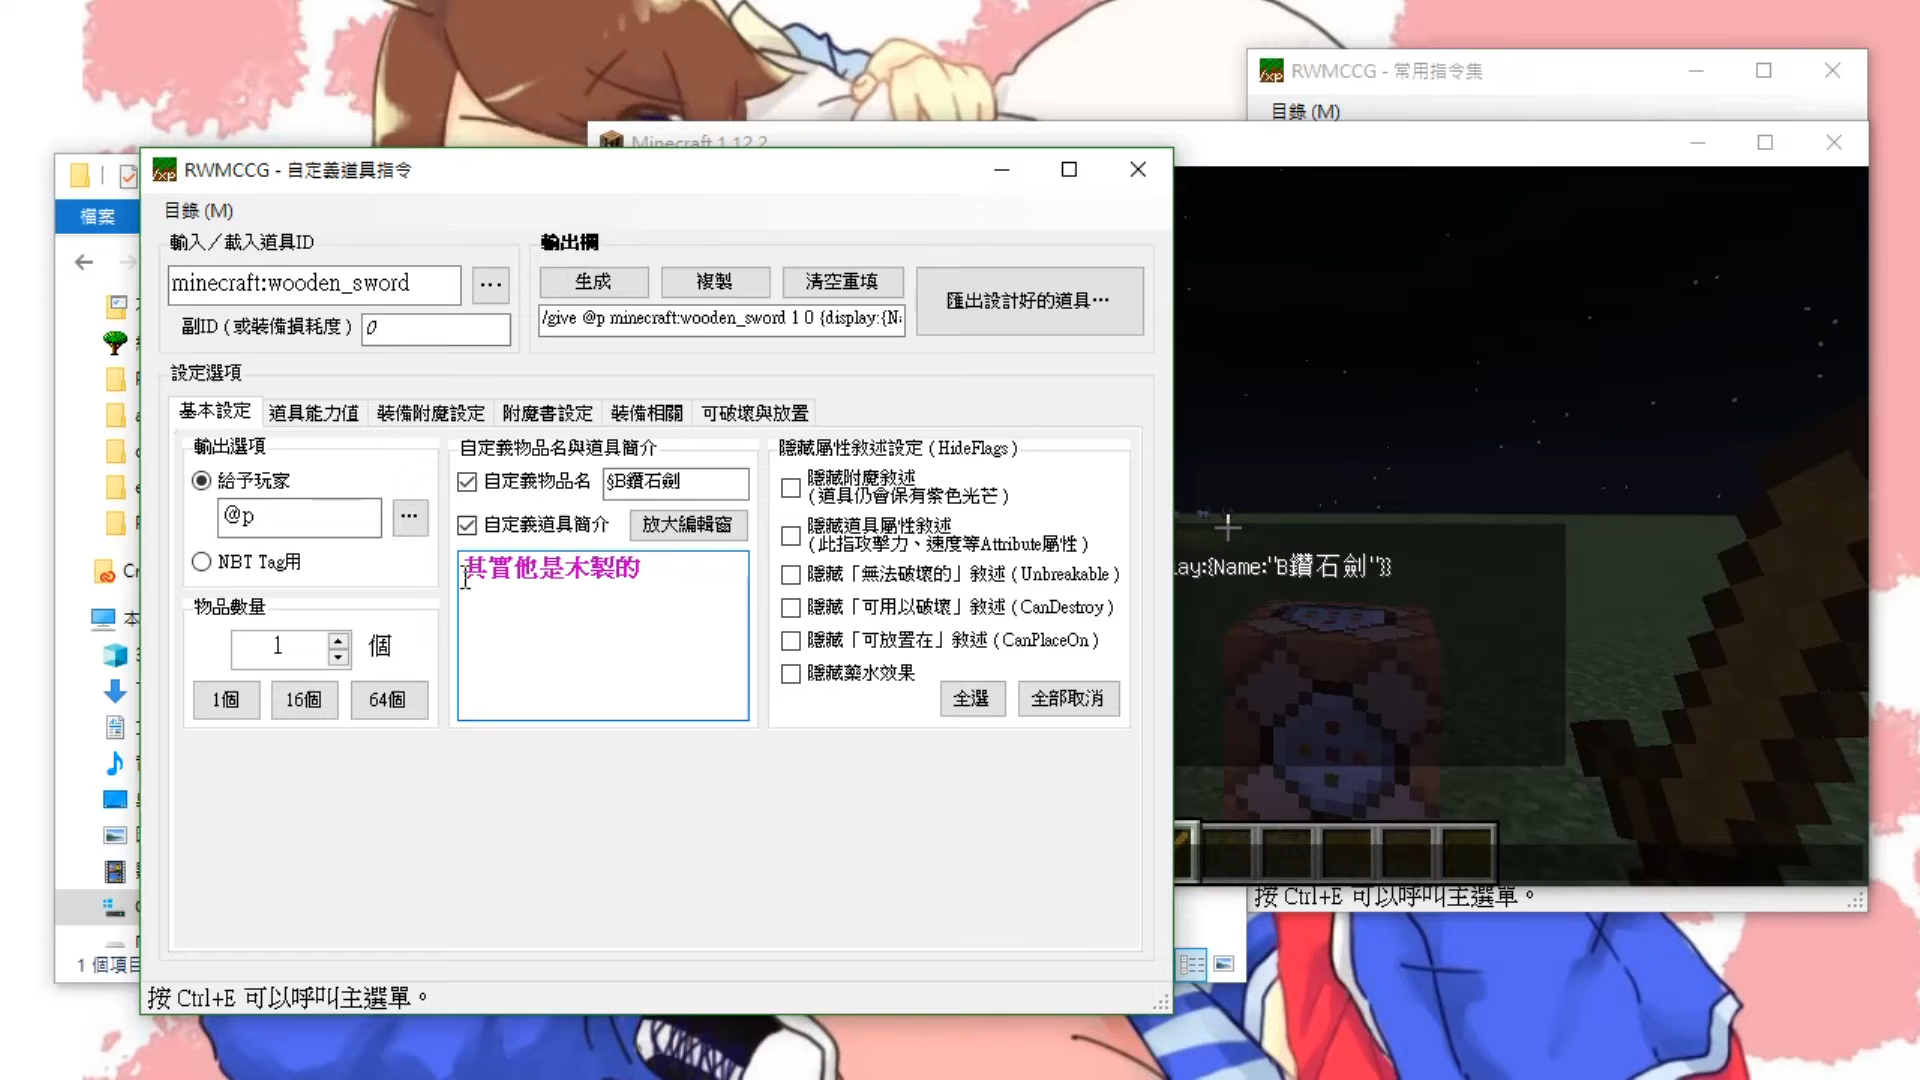 RWMCCG - 常用指令集
目錄 (M)
Minecraft 1.12.2
RWMCCG - 自定義道具指令
檔案
目錄 (M)
輸入／載入道具ID
minecraft:wooden_sword
...
副ID（或裝備損耗度）
0
輸出欄
生成
複製
清空重填
匯出設計好的道具…
/give @p minecraft:wooden_sword 1 0 {display:{Na
設定選項
基本設定
道具能力值
裝備附魔設定
附魔書設定
裝備相關
可破壞與放置
輸出選項
給予玩家
@p
...
NBT Tag用
物品數量
1
個
1個
16個
64個
自定義物品名與道具簡介
自定義物品名
§B鑽石劍
自定義道具簡介
放大編輯窗
其實他是木製的
隱藏屬性敘述設定（HideFlags）
隱藏附魔敘述
（道具仍會保有紫色光芒）
隱藏道具屬性敘述
（此指攻擊力、速度等Attribute屬性）
隱藏「無法破壞的」敘述（Unbreakable）
隱藏「可用以破壞」敘述（CanDestroy）
隱藏「可放置在」敘述（CanPlaceOn）
隱藏藥水效果
全選
全部取消
lay:{Name:"B鑽石劍"}}
按 Ctrl+E 可以呼叫主選單。
1 個項目
按 Ctrl+E 可以呼叫主選單。